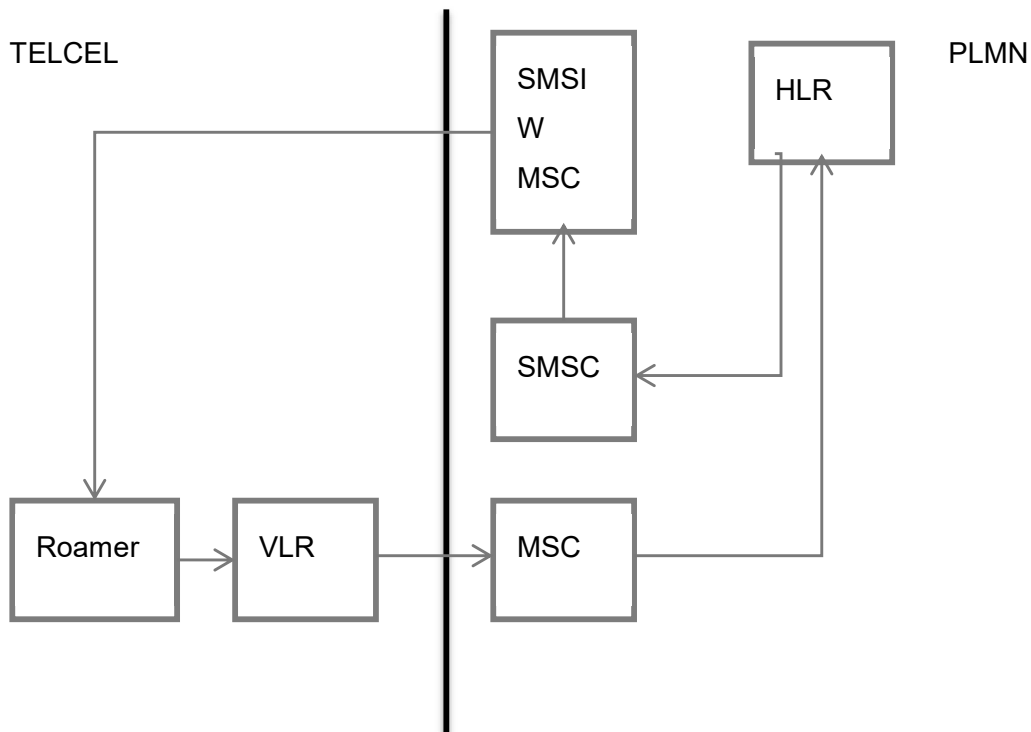 TELCEL
PLMN
SMSI
W
MSC
HLR
SMSC
Roamer
VLR
MSC